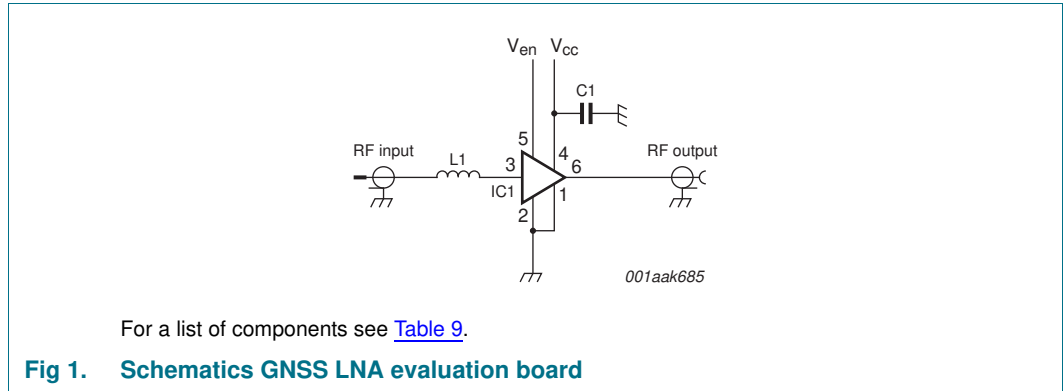 Ven Vcc
C1
5
4
RF input
L1
3
6
RF output
IC1
1
2
001aak685
For a list of components see Table 9.
Fig 1. Schematics GNSS LNA evaluation board